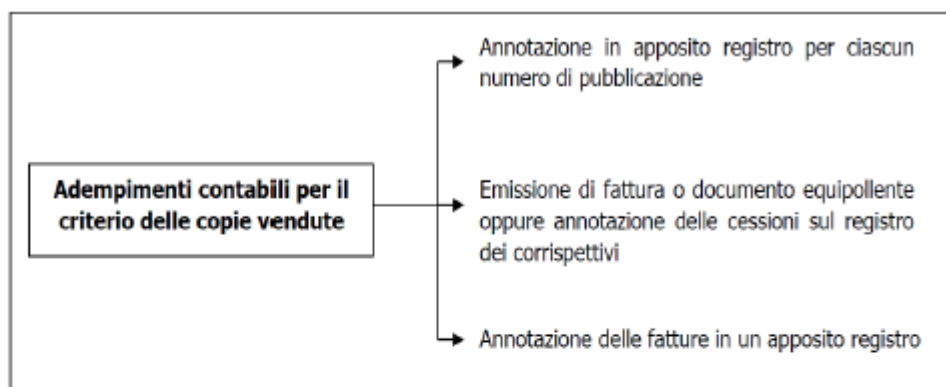 Annotazione in apposito registro per ciascun
numero di pubblicazione
Adempimenti contabili per il
criterio delle copie vendute
Emissione di fattura o documento equipollente
oppure annotazione delle cessioni sul registro
dei corrispettivi
Annotazione delle fatture in un apposito registro